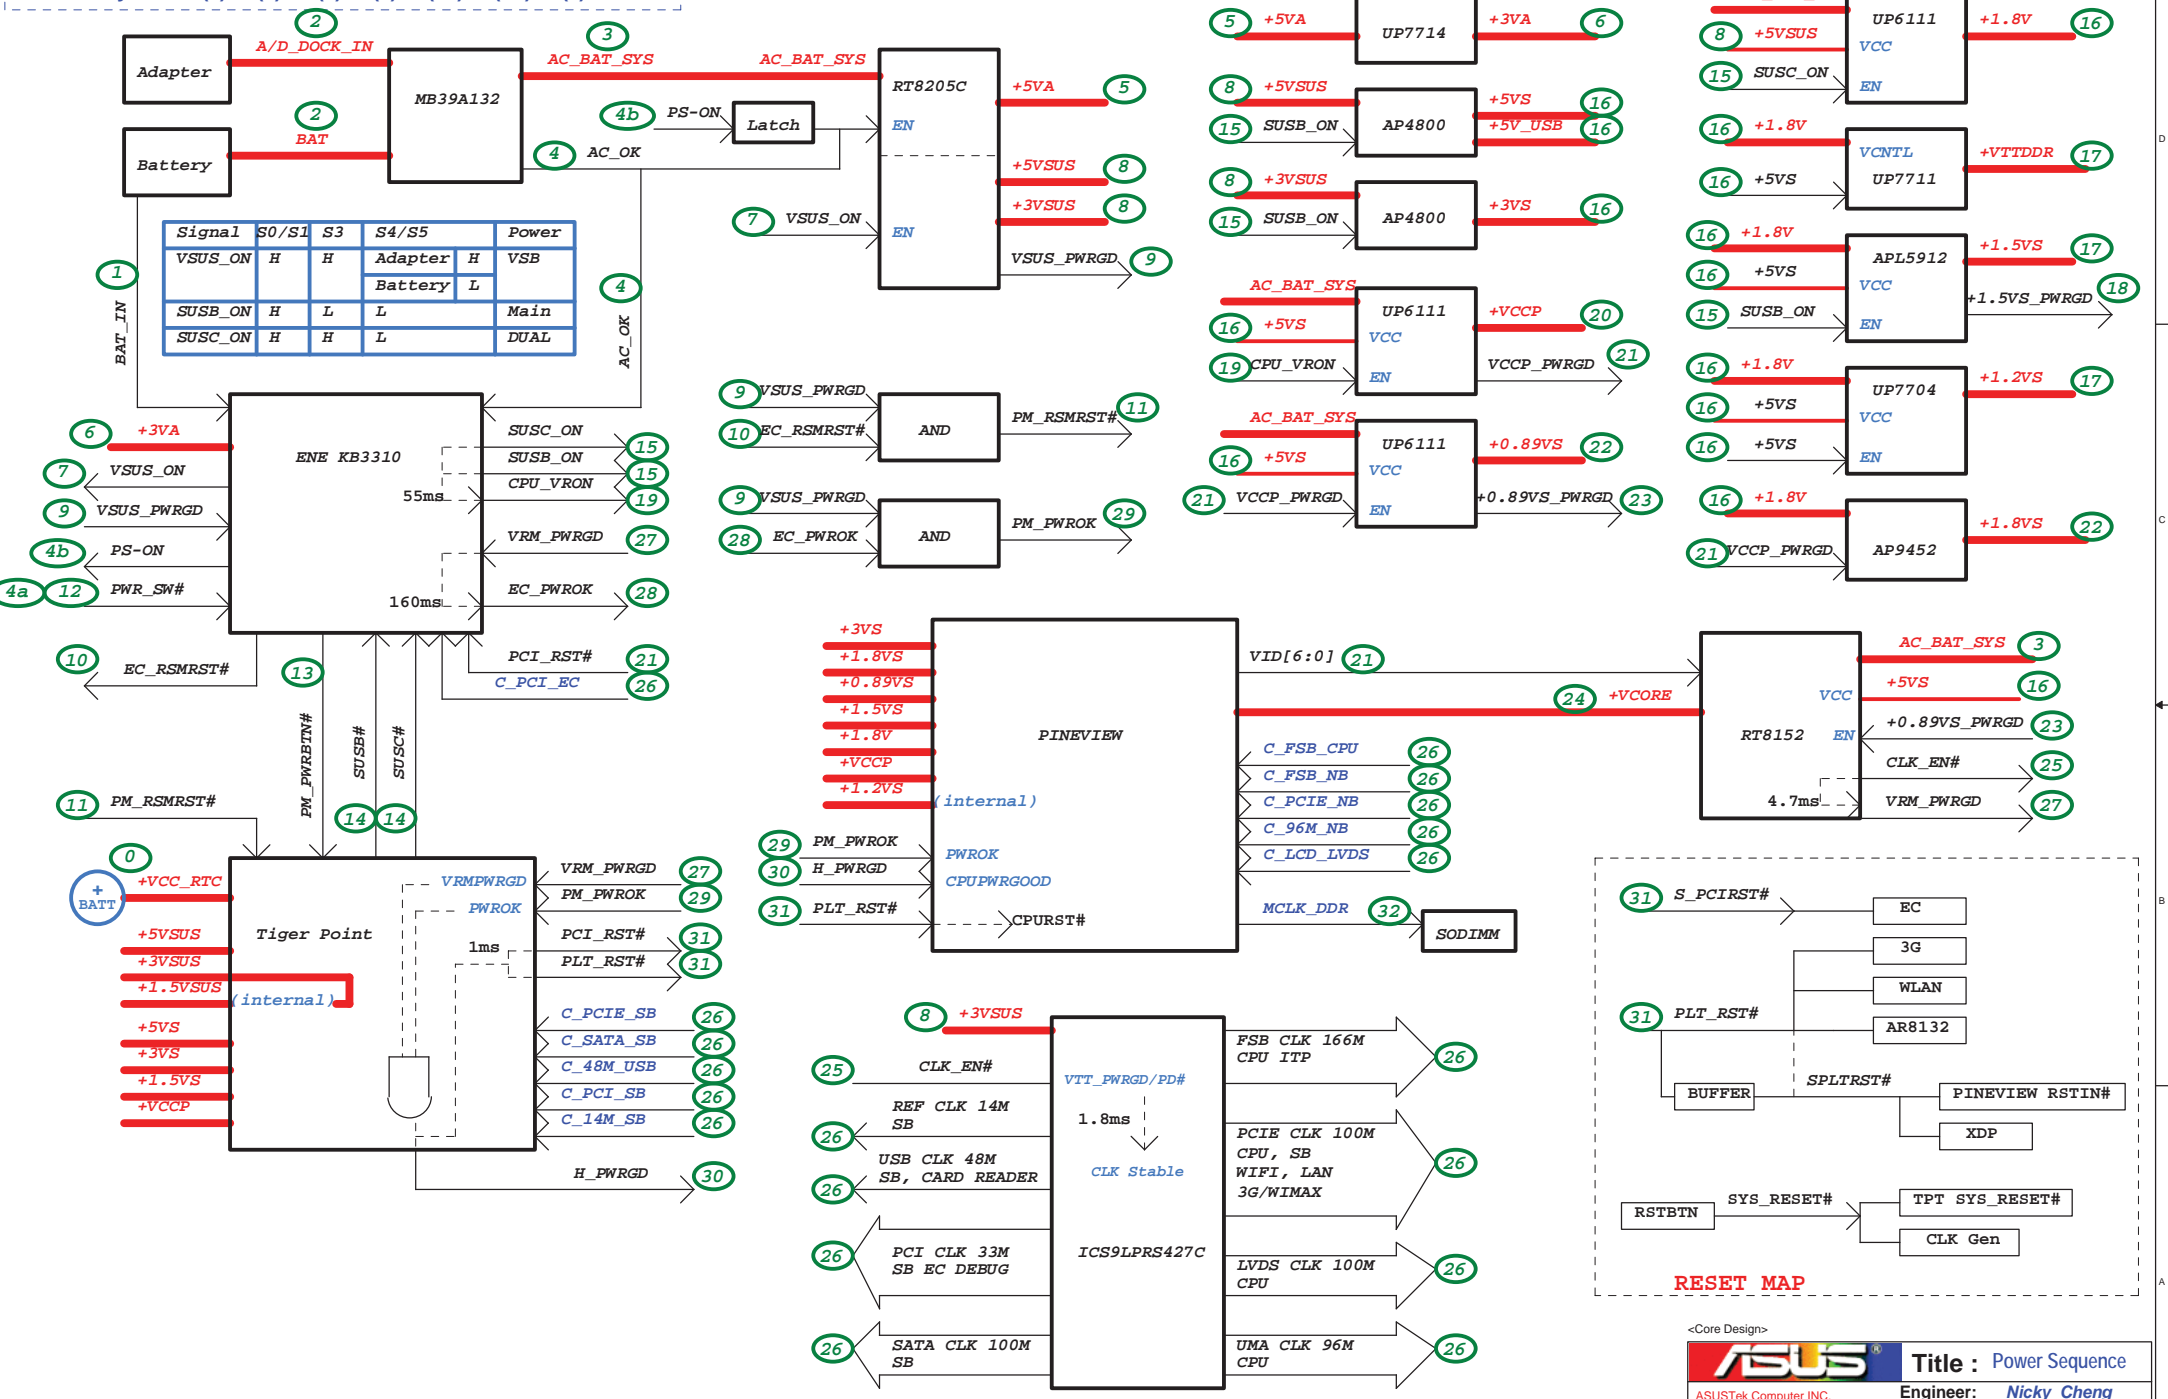 2
A/D_DOCK_IN
Adapter
2
BAT
Battery
MB39A132
3
AC_BAT_SYS
AC_BAT_SYS
4b
PS-ON
Latch
4
AC_OK
RT8205C
EN
+5VA
5
+5VSUS
8
+3VSUS
8
7
VSUS_ON
EN
VSUS_PWRGD
9
Signal S0/S1 S3 S4/S5 Power
VSUS_ON H H Adapter H VSB
Battery L
SUSB_ON H L L Main
SUSC_ON H H L DUAL
1
BAT_IN
4
AC_OK
5
+5VA
UP7714
+3VA
6
8
+5VSUS
15
SUSB_ON
AP4800
+5VS
16
+5V_USB
16
8
+3VSUS
15
SUSB_ON
AP4800
+3VS
16
AC_BAT_SYS
16
+5VS
19
CPU_VRON
UP6111
VCC
EN
+VCCP
20
VCCP_PWRGD
21
AC_BAT_SYS
16
+5VS
21
VCCP_PWRGD
UP6111
VCC
EN
+0.89VS
22
+0.89VS_PWRGD
23
8
+5VSUS
15
SUSC_ON
UP6111
VCC
EN
+1.8V
16
16
+1.8V
16
+5VS
VCNTL
UP7711
+VTTDDR
17
16
+1.8V
16
+5VS
15
SUSB_ON
APL5912
VCC
EN
+1.5VS
17
+1.5VS_PWRGD
18
16
+1.8V
16
+5VS
16
+5VS
UP7704
VCC
EN
+1.2VS
17
16
+1.8V
21
VCCP_PWRGD
AP9452
+1.8VS
22
6
+3VA
7
VSUS_ON
9
VSUS_PWRGD
4b
PS-ON
4a
12
PWR_SW#
ENE KB3310
55ms
160ms
SUSC_ON
15
SUSB_ON
15
CPU_VRON
19
VRM_PWRGD
27
EC_PWROK
28
PCI_RST#
21
C_PCI_EC
26
10
EC_RSMRST#
13
PM_PWRBTN#
SUSB#
SUSC#
14
14
9
VSUS_PWRGD
10
EC_RSMRST#
AND
PM_RSMRST#
11
9
VSUS_PWRGD
28
EC_PWROK
AND
PM_PWROK
29
11
PM_RSMRST#
0
+
BATT
+VCC_RTC
+5VSUS
+3VSUS
+1.5VSUS
(internal)
+5VS
+3VS
+1.5VS
+VCCP
Tiger Point
VRMPWRGD
PWROK
1ms
VRM_PWRGD
27
PM_PWROK
29
PCI_RST#
31
PLT_RST#
31
C_PCIE_SB
26
C_SATA_SB
26
C_48M_USB
26
C_PCI_SB
26
C_14M_SB
26
H_PWRGD
30
+3VS
+1.8VS
+0.89VS
+1.5VS
+1.8V
+VCCP
+1.2VS
(internal)
PINEVIEW
29
PM_PWROK
PWROK
30
H_PWRGD
CPUPWRGOOD
31
PLT_RST#
CPURST#
VID[6:0]
21
24
+VCORE
C_FSB_CPU
26
C_FSB_NB
26
C_PCIE_NB
26
C_96M_NB
26
C_LCD_LVDS
26
MCLK_DDR
32
SODIMM
RT8152
VCC
EN
4.7ms
AC_BAT_SYS
3
+5VS
16
+0.89VS_PWRGD
23
CLK_EN#
25
VRM_PWRGD
27
8
+3VSUS
25
CLK_EN#
REF CLK 14M
SB
26
USB CLK 48M
SB, CARD READER
26
PCI CLK 33M
SB EC DEBUG
26
SATA CLK 100M
SB
26
VTT_PWRGD/PD#
1.8ms
CLK Stable
ICS9LPRS427C
FSB CLK 166M
CPU ITP
26
PCIE CLK 100M
CPU, SB
WIFI, LAN
3G/WIMAX
26
LVDS CLK 100M
CPU
26
UMA CLK 96M
CPU
26
31
S_PCIRST#
EC
3G
WLAN
31
PLT_RST#
AR8132
BUFFER
SPLTRST#
PINEVIEW RSTIN#
XDP
RSTBTN
SYS_RESET#
TPT SYS_RESET#
CLK Gen
RESET MAP
D
C
B
A
<Core Design>
ASUS®
Title : Power Sequence
ASUSTek Computer INC.
Engineer: Nicky Cheng